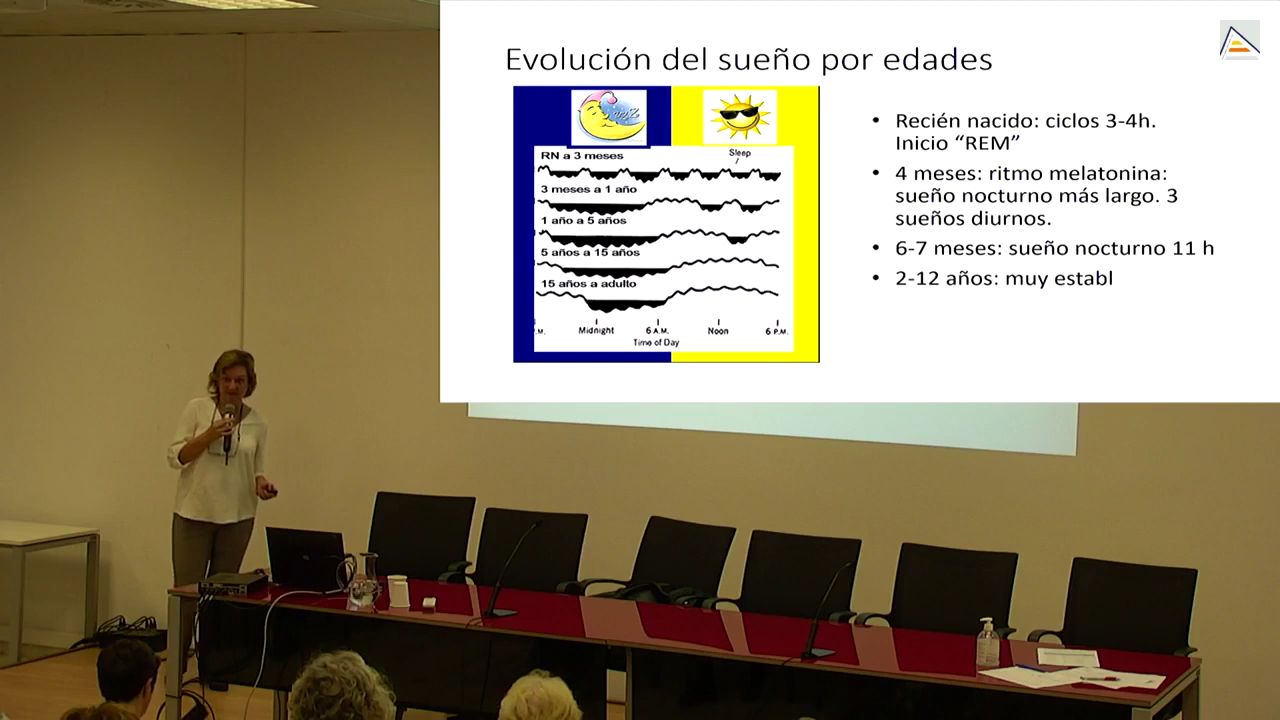 Evolución del sueño por edades
RN a 3 meses
Sleep
3 meses a 1 año
1 año a 5 años
5 años a 15 años
15 años a adulto
Midnight
6 A.M.
Noon
6 P.M.
Time of Day
• Recién nacido: ciclos 3-4h.
Inicio “REM”
• 4 meses: ritmo melatonina:
sueño nocturno más largo. 3
sueños diurnos.
• 6-7 meses: sueño nocturno 11 h
• 2-12 años: muy establ